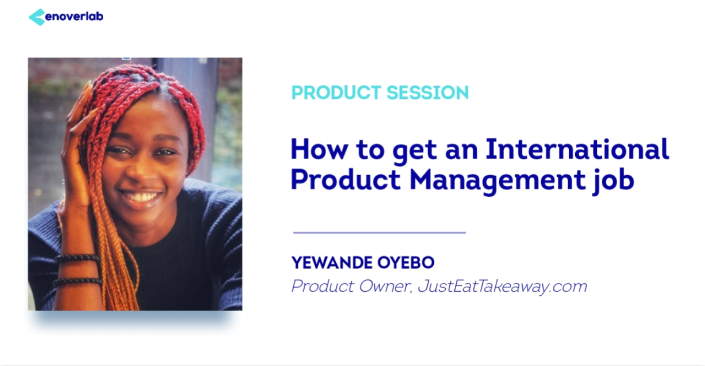 enoverlab
PRODUCT SESSION
How to get an International
Product Management job
YEWANDE OYEBO
Product Owner, JustEatTakeaway.com